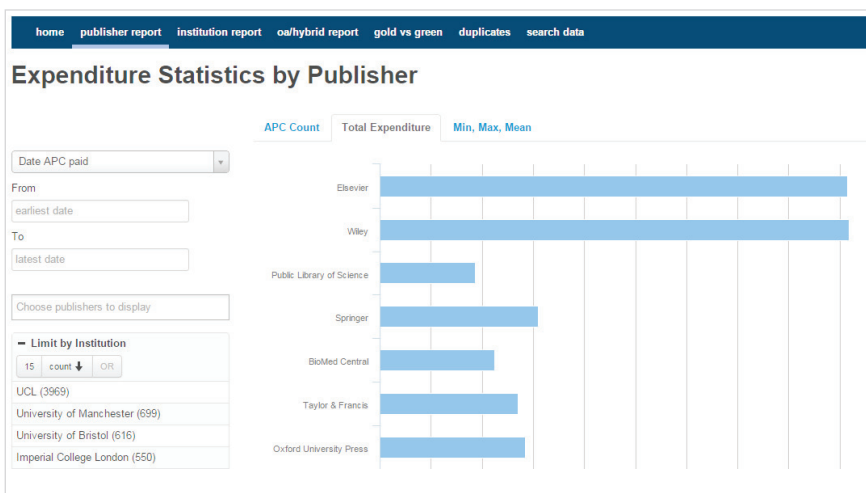 home publisher report institution report oa/hybrid report gold vs green duplicates search data
Expenditure Statistics by Publisher
APC Count Total Expenditure Min, Max, Mean
Date APC paid
From
earliest date
To
latest date
Choose publishers to display
Limit by Institution
15 count OR
UCL (3969)
University of Manchester (699)
University of Bristol (616)
Imperial College London (550)
Elsevier
Wiley
Public Library of Science
Springer
BioMed Central
Taylor & Francis
Oxford University Press